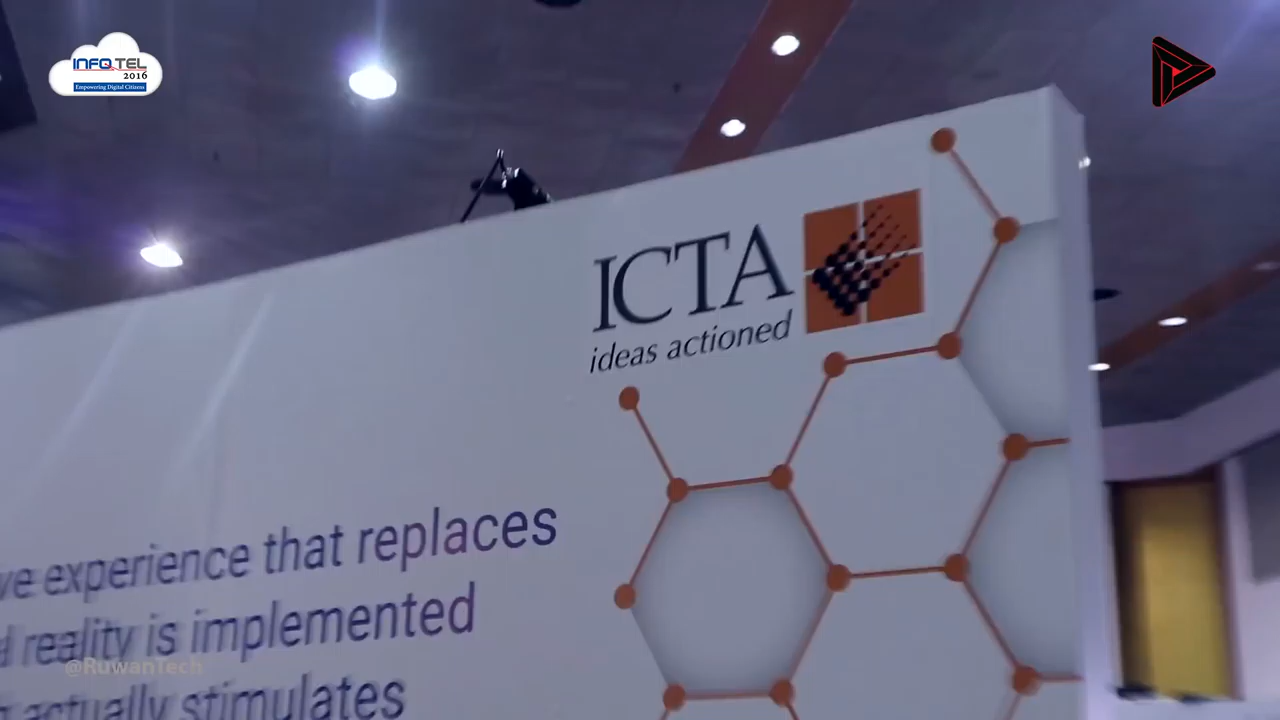 INFOTEL
2016
Empowering Digital Citizens
ICTA
ideas actioned
experience that replaces
reality is implemented
actually stimulates
@RuwanTech